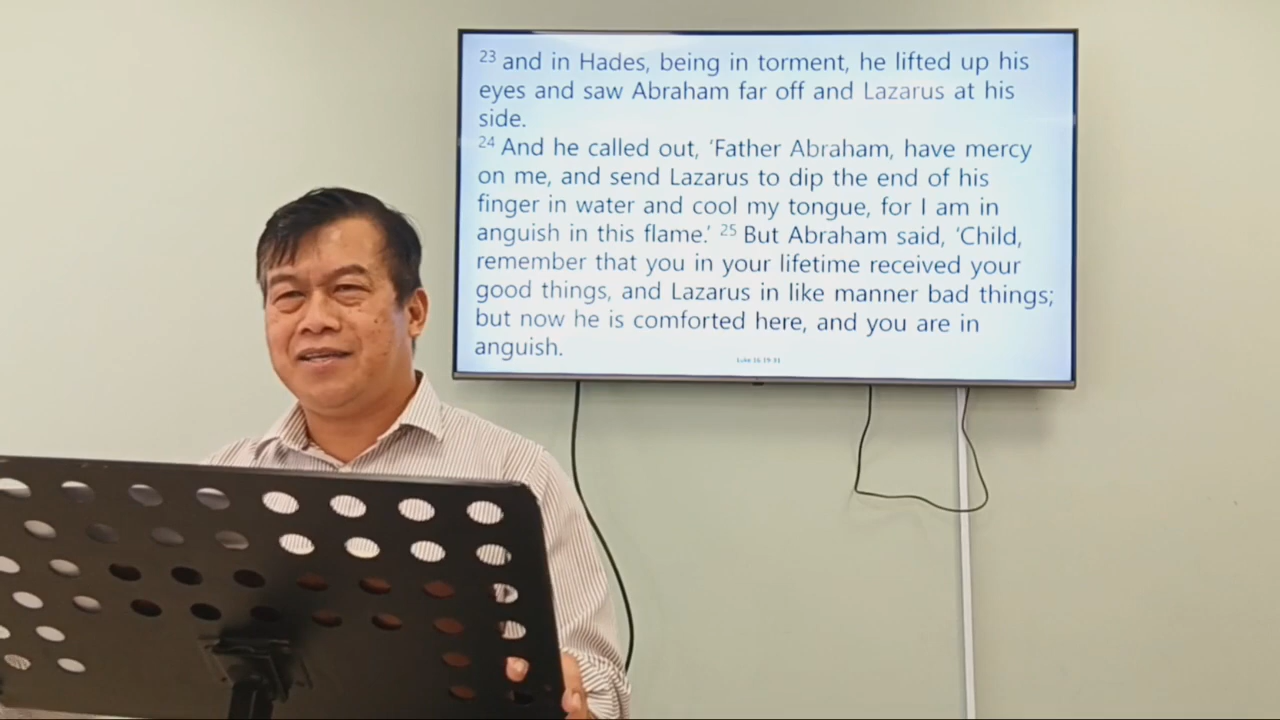 23 and in Hades, being in torment, he lifted up his
eyes and saw Abraham far off and Lazarus at his
side.
24 And he called out, ‘Father Abraham, have mercy
on me, and send Lazarus to dip the end of his
finger in water and cool my tongue, for I am in
anguish in this flame.’ 25 But Abraham said, ‘Child,
remember that you in your lifetime received your
good things, and Lazarus in like manner bad things;
but now he is comforted here, and you are in
anguish.
Luke 16:19-31